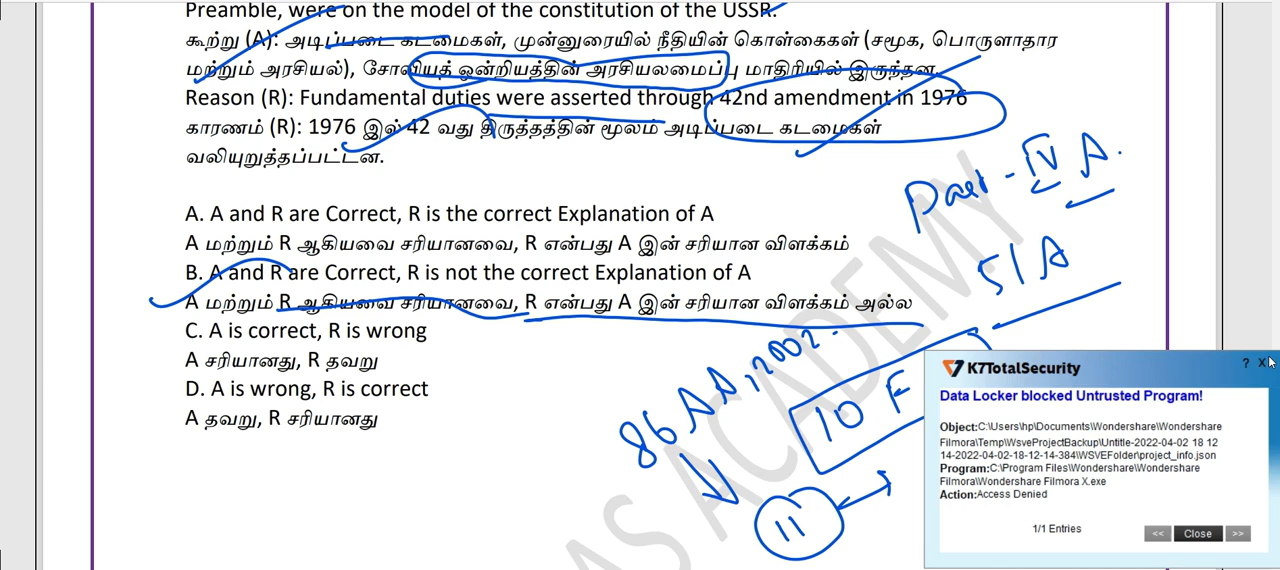 Preamble, were on the model of the constitution of the USSR.
கூற்று (A): அடிப்படை கடமைகள், முன்னுரையில் நீதியின் கொள்கைகள் (சமூக, பொருளாதார
மற்றும் அரசியல்), சோவியத் ஒன்றியத்தின் அரசியலமைப்பு மாதிரியில் இருந்தன.
Reason (R): Fundamental duties were asserted through 42nd amendment in 1976
காரணம் (R): 1976 இல் 42 வது திருத்தத்தின் மூலம் அடிப்படை கடமைகள்
வலியுறுத்தப்பட்டன.
Part - IV A.
51A
A. A and R are Correct, R is the correct Explanation of A
A மற்றும் R ஆகியவை சரியானவை, R என்பது A இன் சரியான விளக்கம்
B. A and R are Correct, R is not the correct Explanation of A
A மற்றும் R ஆகியவை சரியானவை, R என்பது A இன் சரியான விளக்கம் அல்ல
C. A is correct, R is wrong
A சரியானது, R தவறு
D. A is wrong, R is correct
A தவறு, R சரியானது
86 AA, 2002.
10 F
11
AS ACADEMY
K7TotalSecurity
? X
Data Locker blocked Untrusted Program!
Object:C:\Users\hp\Documents\Wondershare\Wondershare
Filmora\Temp\WsveProjectBackup\Untitle-2022-04-02 18 12
14-2022-04-02-18-12-14-384\WSVEFolder\project_info.json
Program:C:\Program Files\Wondershare\Wondershare
Filmora\Wondershare Filmora X.exe
Action:Access Denied
1/1 Entries
<< Close >>